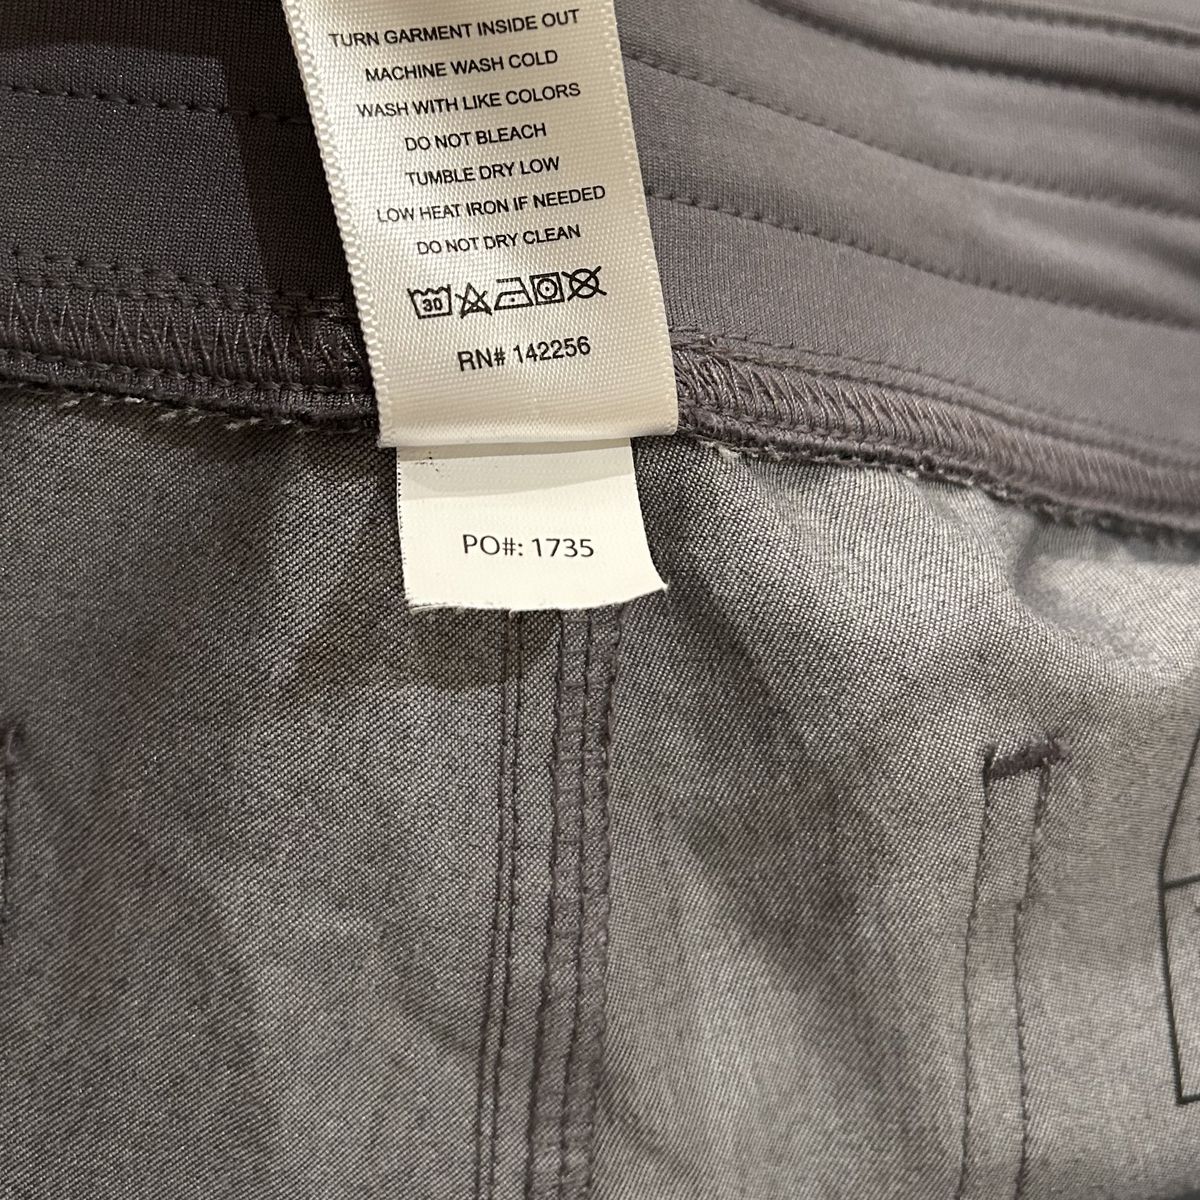 TURN GARMENT INSIDE OUT
MACHINE WASH COLD
WASH WITH LIKE COLORS
DO NOT BLEACH
TUMBLE DRY LOW
LOW HEAT IRON IF NEEDED
DO NOT DRY CLEAN
30
RN# 142256
PO#: 1735